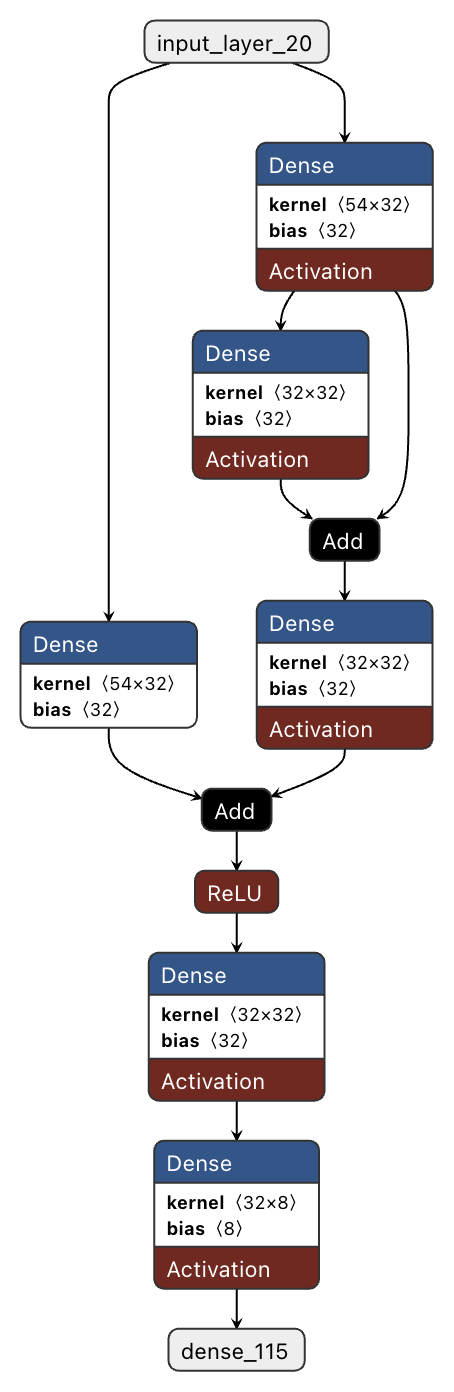 input_layer_20
Dense
kernel 〈54×32〉
bias 〈32〉
Activation
Dense
kernel 〈32×32〉
bias 〈32〉
Activation
Add
Dense
kernel 〈54×32〉
bias 〈32〉
Dense
kernel 〈32×32〉
bias 〈32〉
Activation
Add
ReLU
Dense
kernel 〈32×32〉
bias 〈32〉
Activation
Dense
kernel 〈32×8〉
bias 〈8〉
Activation
dense_115